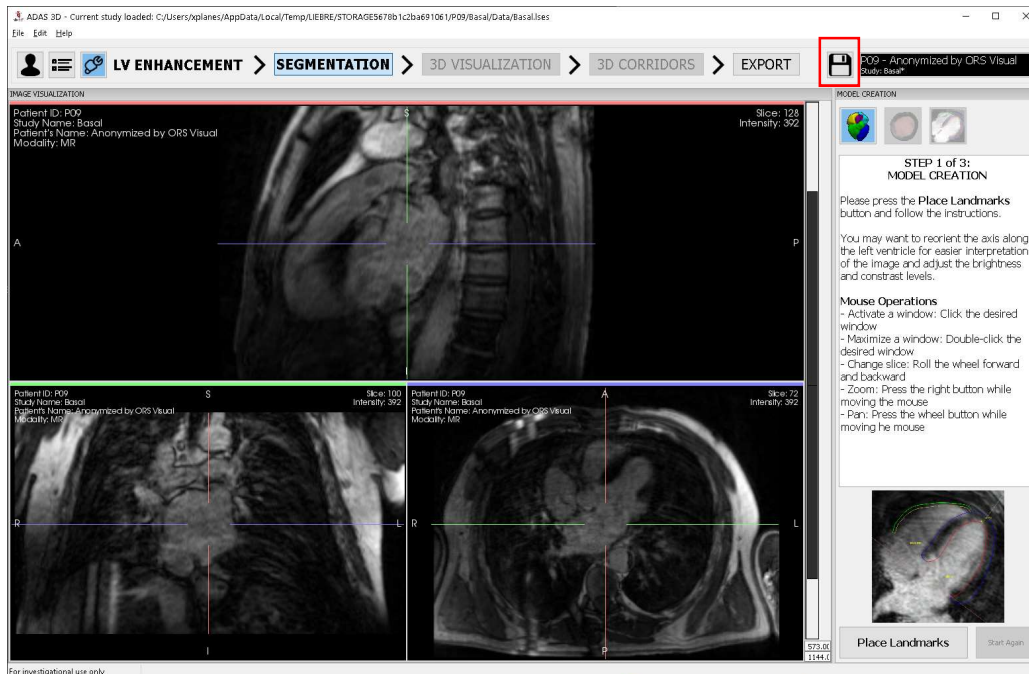 ADAS 3D - Current study loaded: C:/Users/xplanes/AppData/Local/Temp/LIEBRE/STORAGE5678b1c2ba691061/P09/Basal/Data/Basal.lses
File Edit Help
LV ENHANCEMENT > SEGMENTATION > 3D VISUALIZATION > 3D CORRIDORS > EXPORT
P09 - Anonymized by ORS Visual
Study: Basal*
IMAGE VISUALIZATION
Patient ID: P09
Study Name: Basal
Patient's Name: Anonymized by ORS Visual
Modality: MR
S
Slice: 128
Intensity: 392
A
P
I
Patient ID: P09
Study Name: Basal
Patient's Name: Anonymized by ORS Visual
Modality: MR
S
Slice: 100
Intensity: 392
R
L
I
Patient ID: P09
Study Name: Basal
Patient's Name: Anonymized by ORS Visual
Modality: MR
A
Slice: 72
Intensity: 392
R
L
P
573.00
1144.(
MODEL CREATION
STEP 1 of 3:
MODEL CREATION
Please press the Place Landmarks
button and follow the instructions.
You may want to reorient the axis along
the left ventricle for easier interpretation
of the image and adjust the brightness
and constrast levels.
Mouse Operations
- Activate a window: Click the desired
window
- Maximize a window: Double-click the
desired window
- Change slice: Roll the wheel forward
and backward
- Zoom: Press the right button while
moving the mouse
- Pan: Press the wheel button while
moving he mouse
Place Landmarks
Start Again
For investigational use only